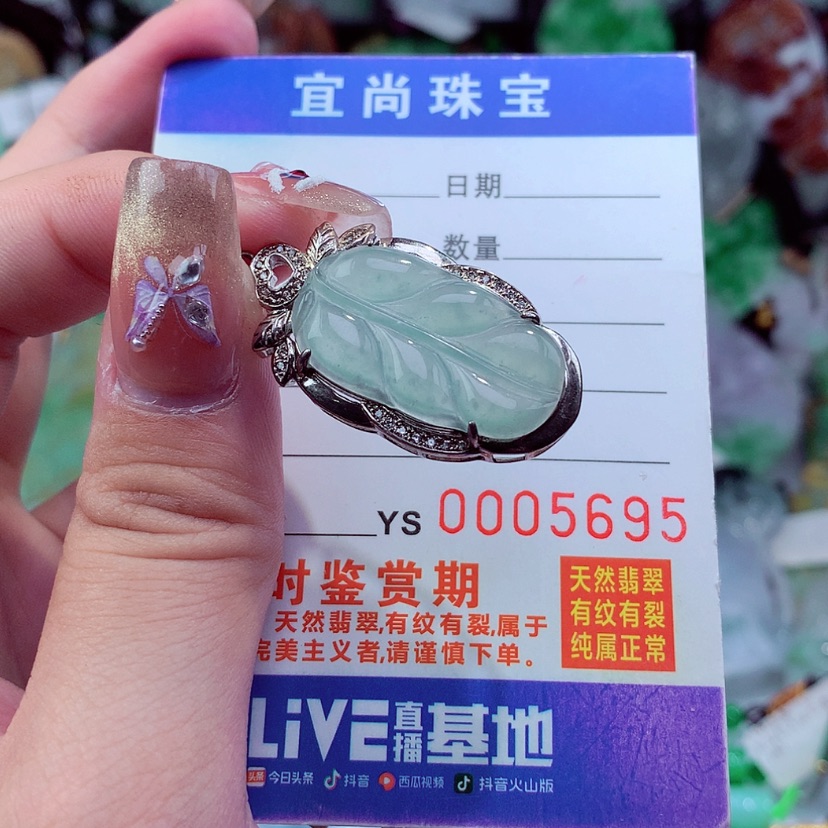 宜尚珠宝
日期
数量
YS 0005695
时鉴赏期
天然翡翠,有纹有裂,属于
完美主义者,请谨慎下单。
天然翡翠
有纹有裂
纯属正常
LiVE直播基地
头条 今日头条 抖音 西瓜视频 抖音火山版